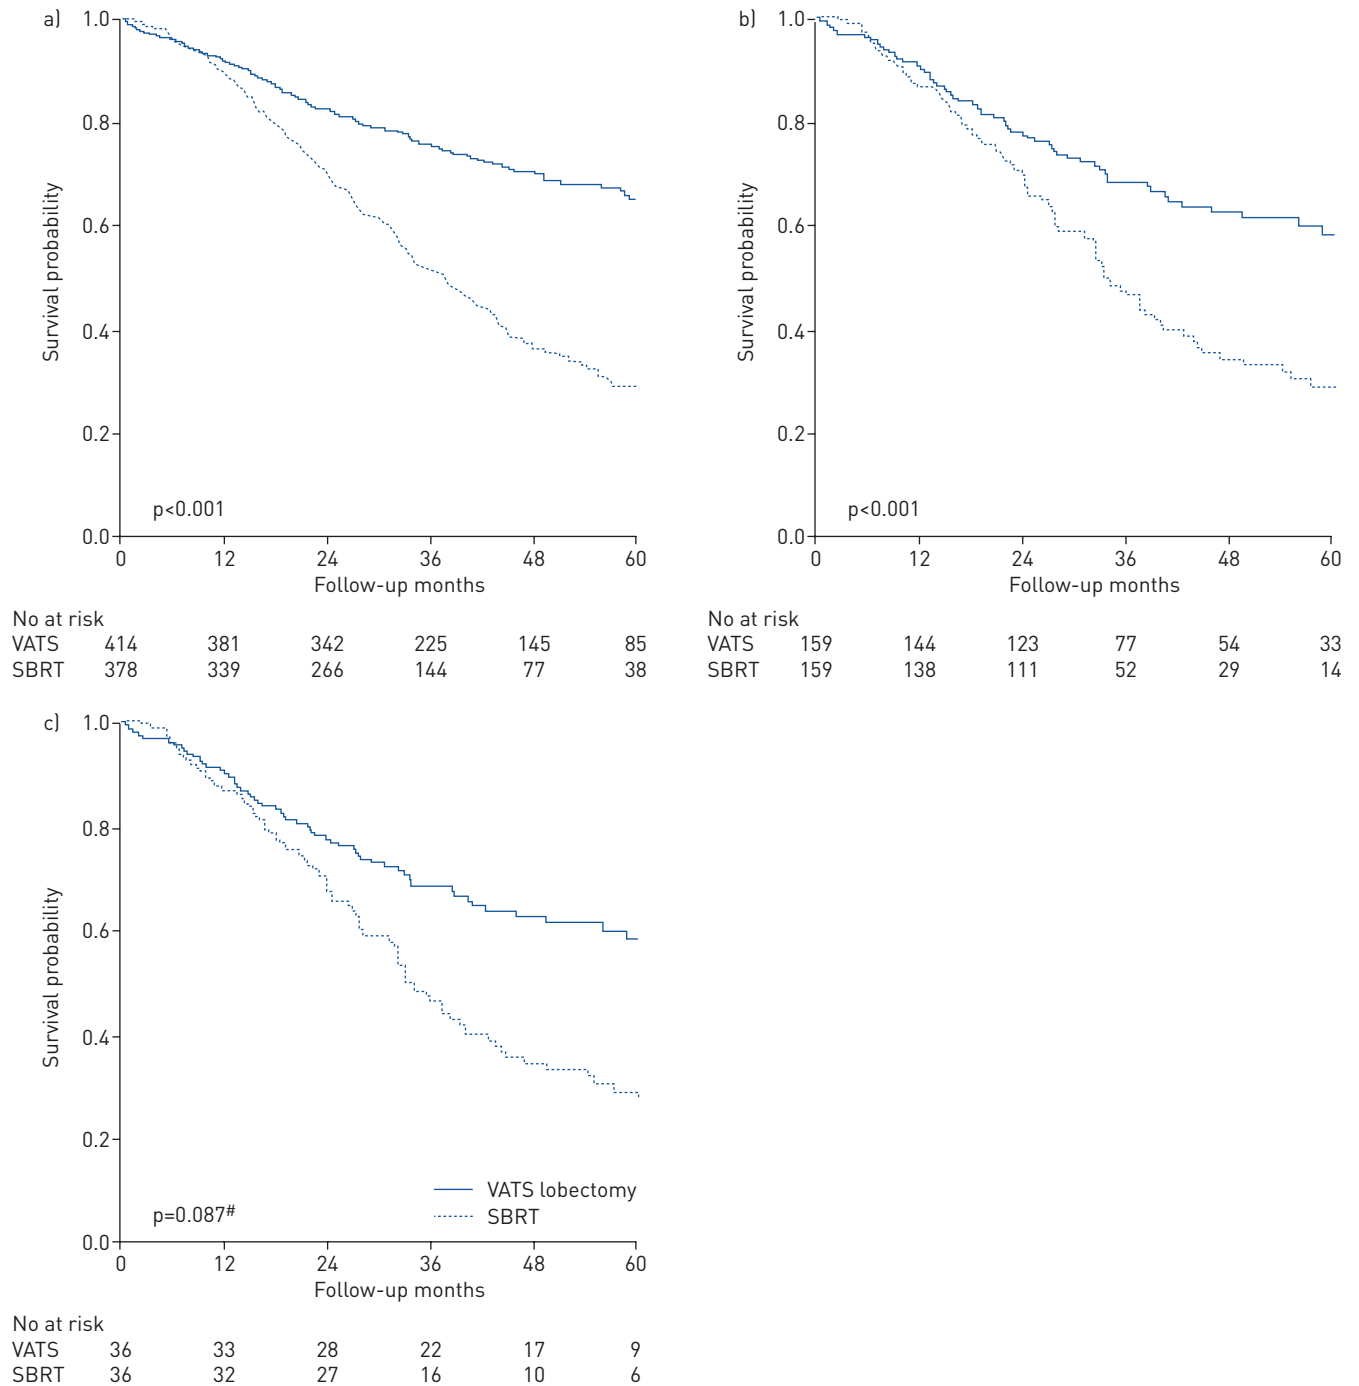 a)
1.0
0.8
0.6
0.4
0.2
0.0
Survival probability
p<0.001
0 12 24 36 48 60
Follow-up months
No at risk
VATS 414 381 342 225 145 85
SBRT 378 339 266 144 77 38
b)
1.0
0.8
0.6
0.4
0.2
0.0
Survival probability
p<0.001
0 12 24 36 48 60
Follow-up months
No at risk
VATS 159 144 123 77 54 33
SBRT 159 138 111 52 29 14
c)
1.0
0.8
0.6
0.4
0.2
0.0
Survival probability
VATS lobectomy
SBRT
p=0.087#
0 12 24 36 48 60
Follow-up months
No at risk
VATS 36 33 28 22 17 9
SBRT 36 32 27 16 10 6